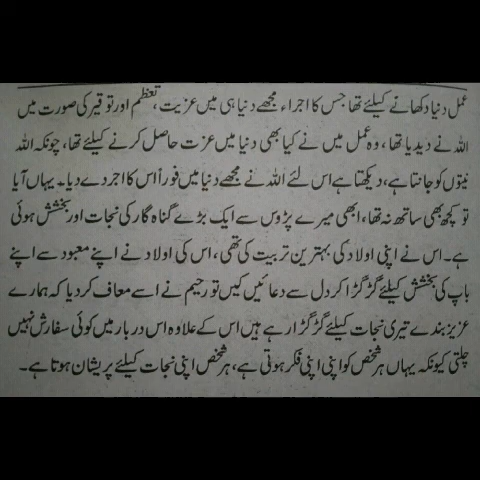 عمل دنیا دکھانے کیلئے تھا جس کا اجراء مجھے دنیا ہی میں عزیت، تعظم اور توقیر کی صورت میں
اللہ نے دیدیا تھا، وہ عمل میں نے کیا بھی دنیا میں عزت حاصل کرنے کیلئے تھا، چونکہ اللہ
نیتوں کو جانتا ہے، دیکھتا ہے اس لئے اللہ نے مجھے دنیا میں فوراً اس کا اجر دے دیا۔ یہاں آیا
تو کچھ بھی ساتھ نہ تھا، ابھی میرے پڑوس سے ایک بڑے گناہ گار کی نجات اور بخشش ہوئی
ہے۔ اس نے اپنی اولاد کی بہترین تربیت کی تھی، اس کی اولاد نے اپنے معبود سے اپنے
باپ کی بخشش کیلئے گڑگڑا کر دل سے دعائیں کیں تو رحیم نے اسے معاف کر دیا کہ ہمارے
عزیز بندے تیری نجات کیلئے گڑگڑا رہے ہیں اس کے علاوہ اس دربار میں کوئی سفارش نہیں
چلتی کیونکہ یہاں ہر شخص کو اپنی اپنی فکر ہوتی ہے، ہر شخص اپنی نجات کیلئے پریشان ہوتا ہے۔